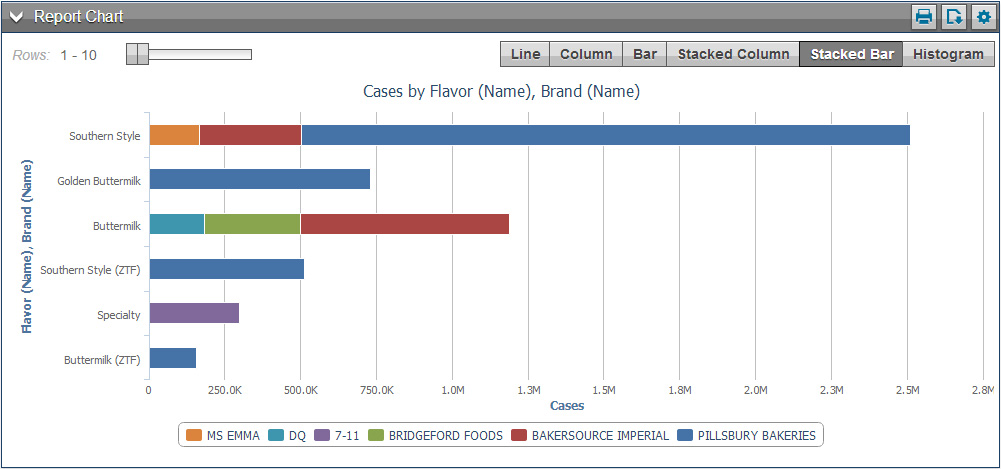 Report Chart
Rows: 1 - 10
Line Column Bar Stacked Column Stacked Bar Histogram
Cases by Flavor (Name), Brand (Name)
Flavor (Name), Brand (Name)
Southern Style
Golden Buttermilk
Buttermilk
Southern Style (ZTF)
Specialty
Buttermilk (ZTF)
0 250.0K 500.0K 750.0K 1.0M 1.3M 1.5M 1.8M 2.0M 2.3M 2.5M 2.8M
Cases
MS EMMA DQ 7-11 BRIDGEFORD FOODS BAKERSOURCE IMPERIAL PILLSBURY BAKERIES